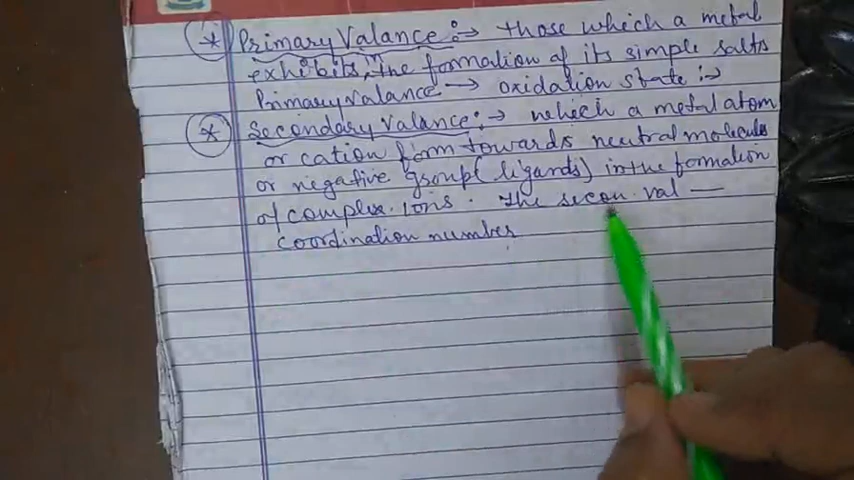 * Primary Valance :→ those which a metal
exhibits in the formation of its simple salts
Primary valance → oxidation state :→
* Secondary valance :→ which a metal atom
or cation form towards neutral molecule
or negative group (ligands) in the formation
of complex ions. The secon. val —
coordination number